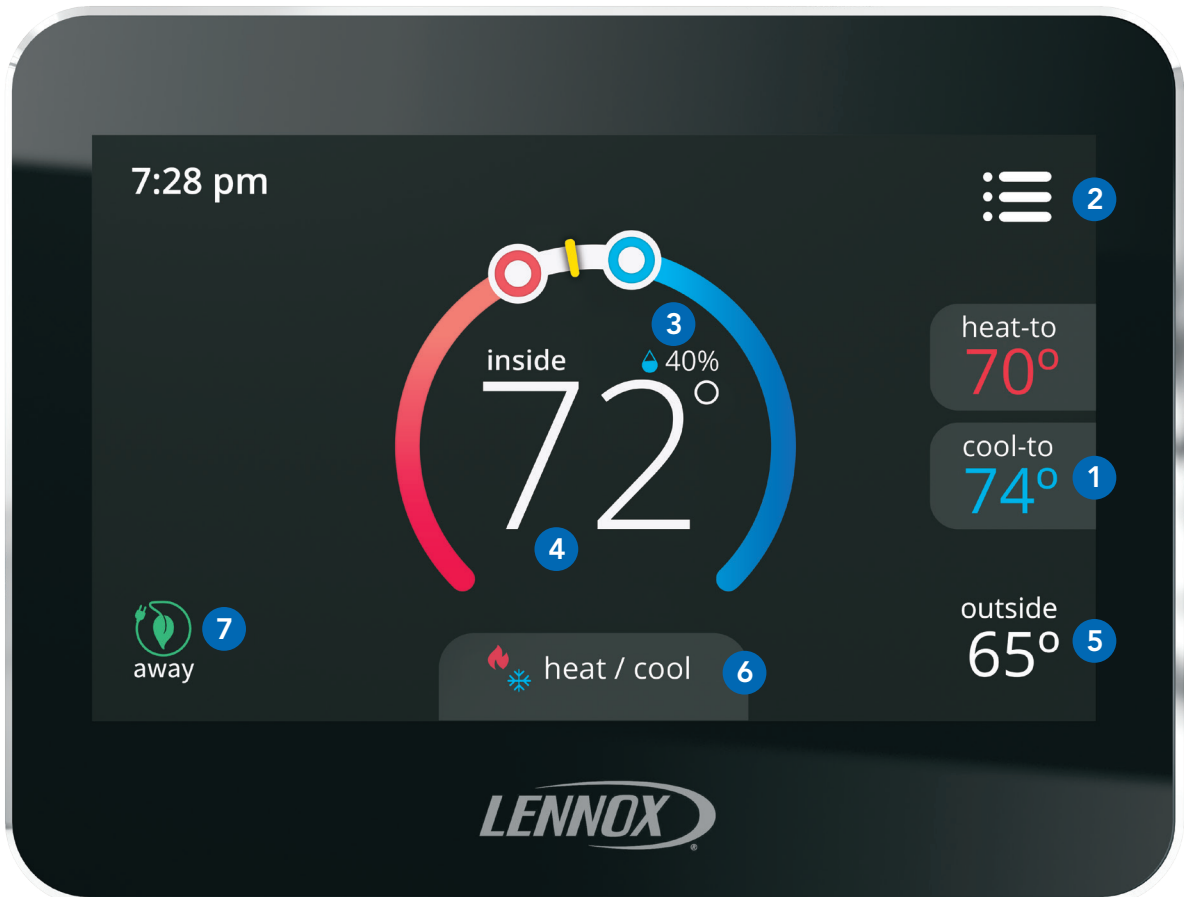 7:28 pm
2
3
inside 40%
72°
heat-to
70°
cool-to
74°
1
4
outside
65°
5
7
away
heat / cool
6
LENNOX
®